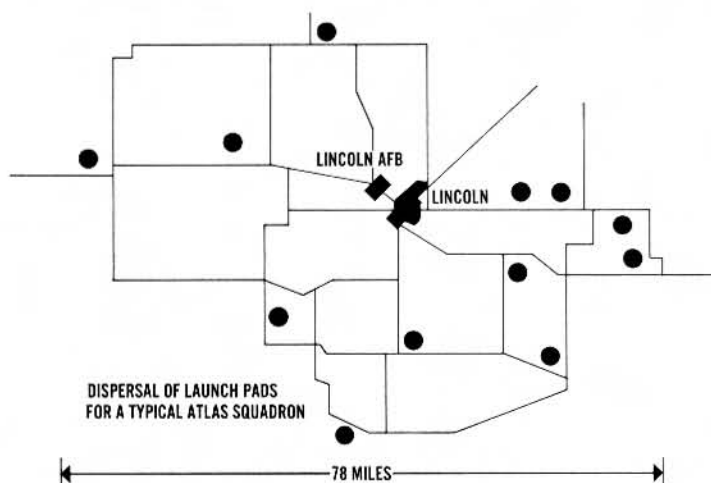 LINCOLN AFB
LINCOLN
DISPERSAL OF LAUNCH PADS
FOR A TYPICAL ATLAS SQUADRON
78 MILES